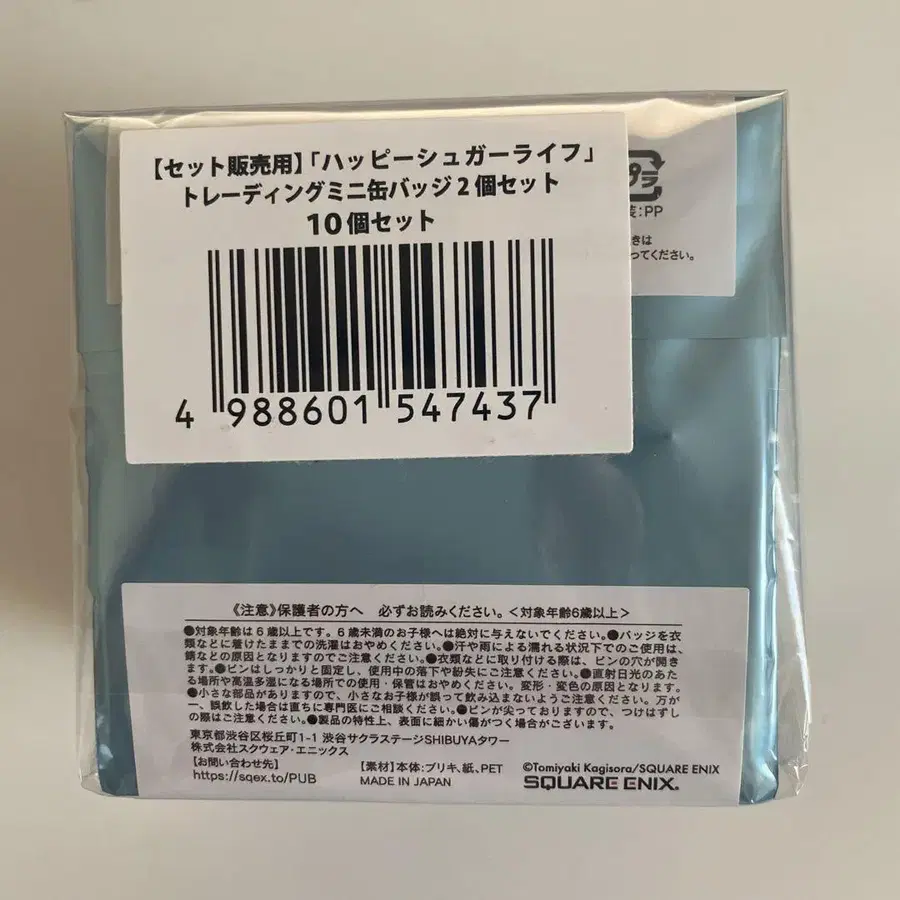 【セット販売用】「ハッピーシュガーライフ」
トレーディングミニ缶バッジ2個セット
10個セット
4 988601 547437
プラ
装:PP
きは
ってください。
《注意》保護者の方へ 必ずお読みください。<対象年齢6歳以上>
●対象年齢は6歳以上です。6歳未満のお子様へは絶対に与えないでください。●バッジを衣
類などに着けたままでの洗濯はおやめください。●汗や雨による濡れる状況下でのご使用は、
錆などの原因となりますのでご注意ください。●衣類などに取り付ける際は、ピンの穴が開き
ます。●ピンはしっかりと固定し、使用中の落下や紛失にご注意ください。●直射日光のあた
る場所や高温多湿になる場所での使用・保管はおやめください。変形・変色の原因となります。
●小さな部品がありますので、小さなお子様が誤って飲み込まないようご注意ください。万が
一、誤飲した場合は直ちに専門医にご相談ください。●ピンが尖っておりますので、つけはずし
の際はご注意ください。●製品の特性上、表面に細かい傷がつく場合がございます。
東京都渋谷区桜丘町1-1 渋谷サクラステージSHIBUYAタワー
株式会社スクウェア・エニックス
【お問い合わせ先】
https://sqex.to/PUB
【素材】本体:ブリキ、紙、PET
MADE IN JAPAN
©Tomiyaki Kagisora/SQUARE ENIX
SQUARE ENIX.